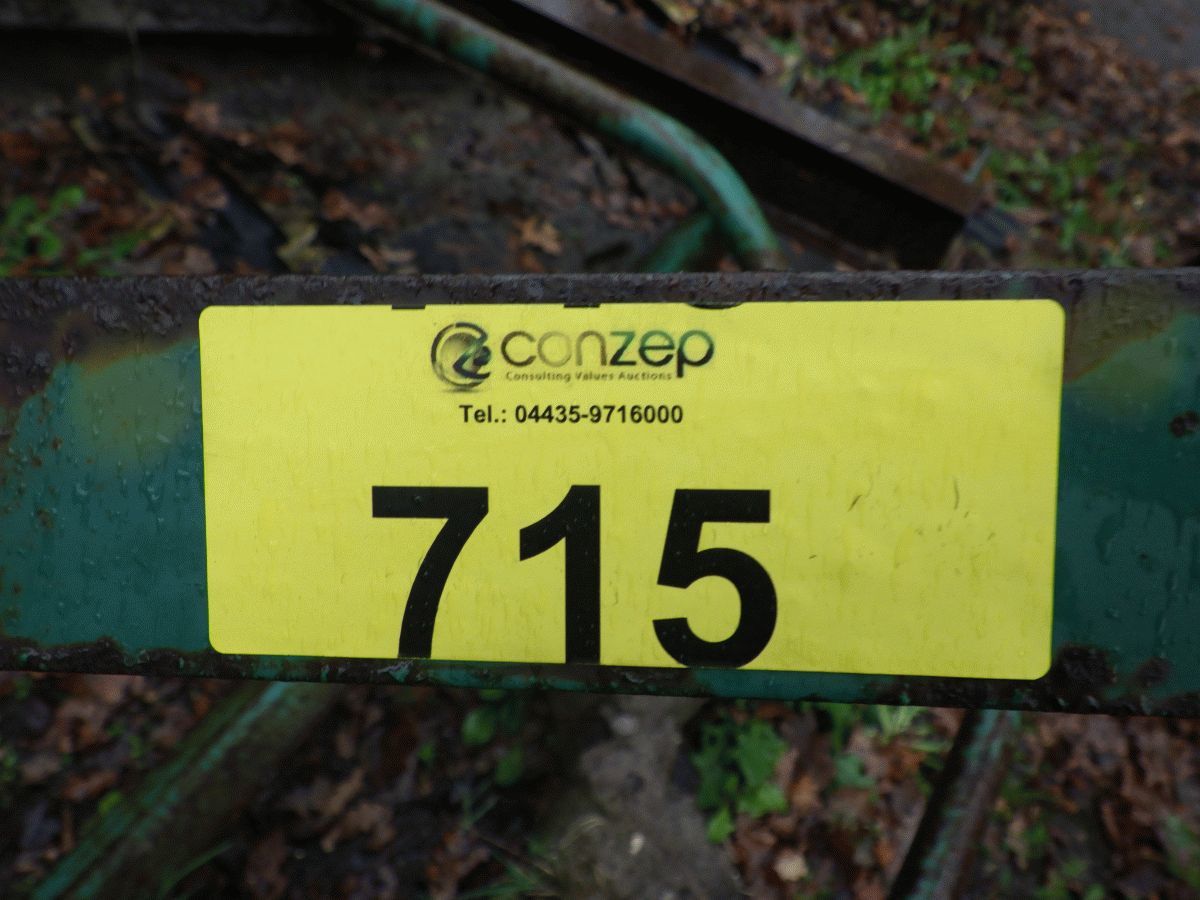 conzep
Consulting Values Auctions
Tel.: 04435-9716000
715